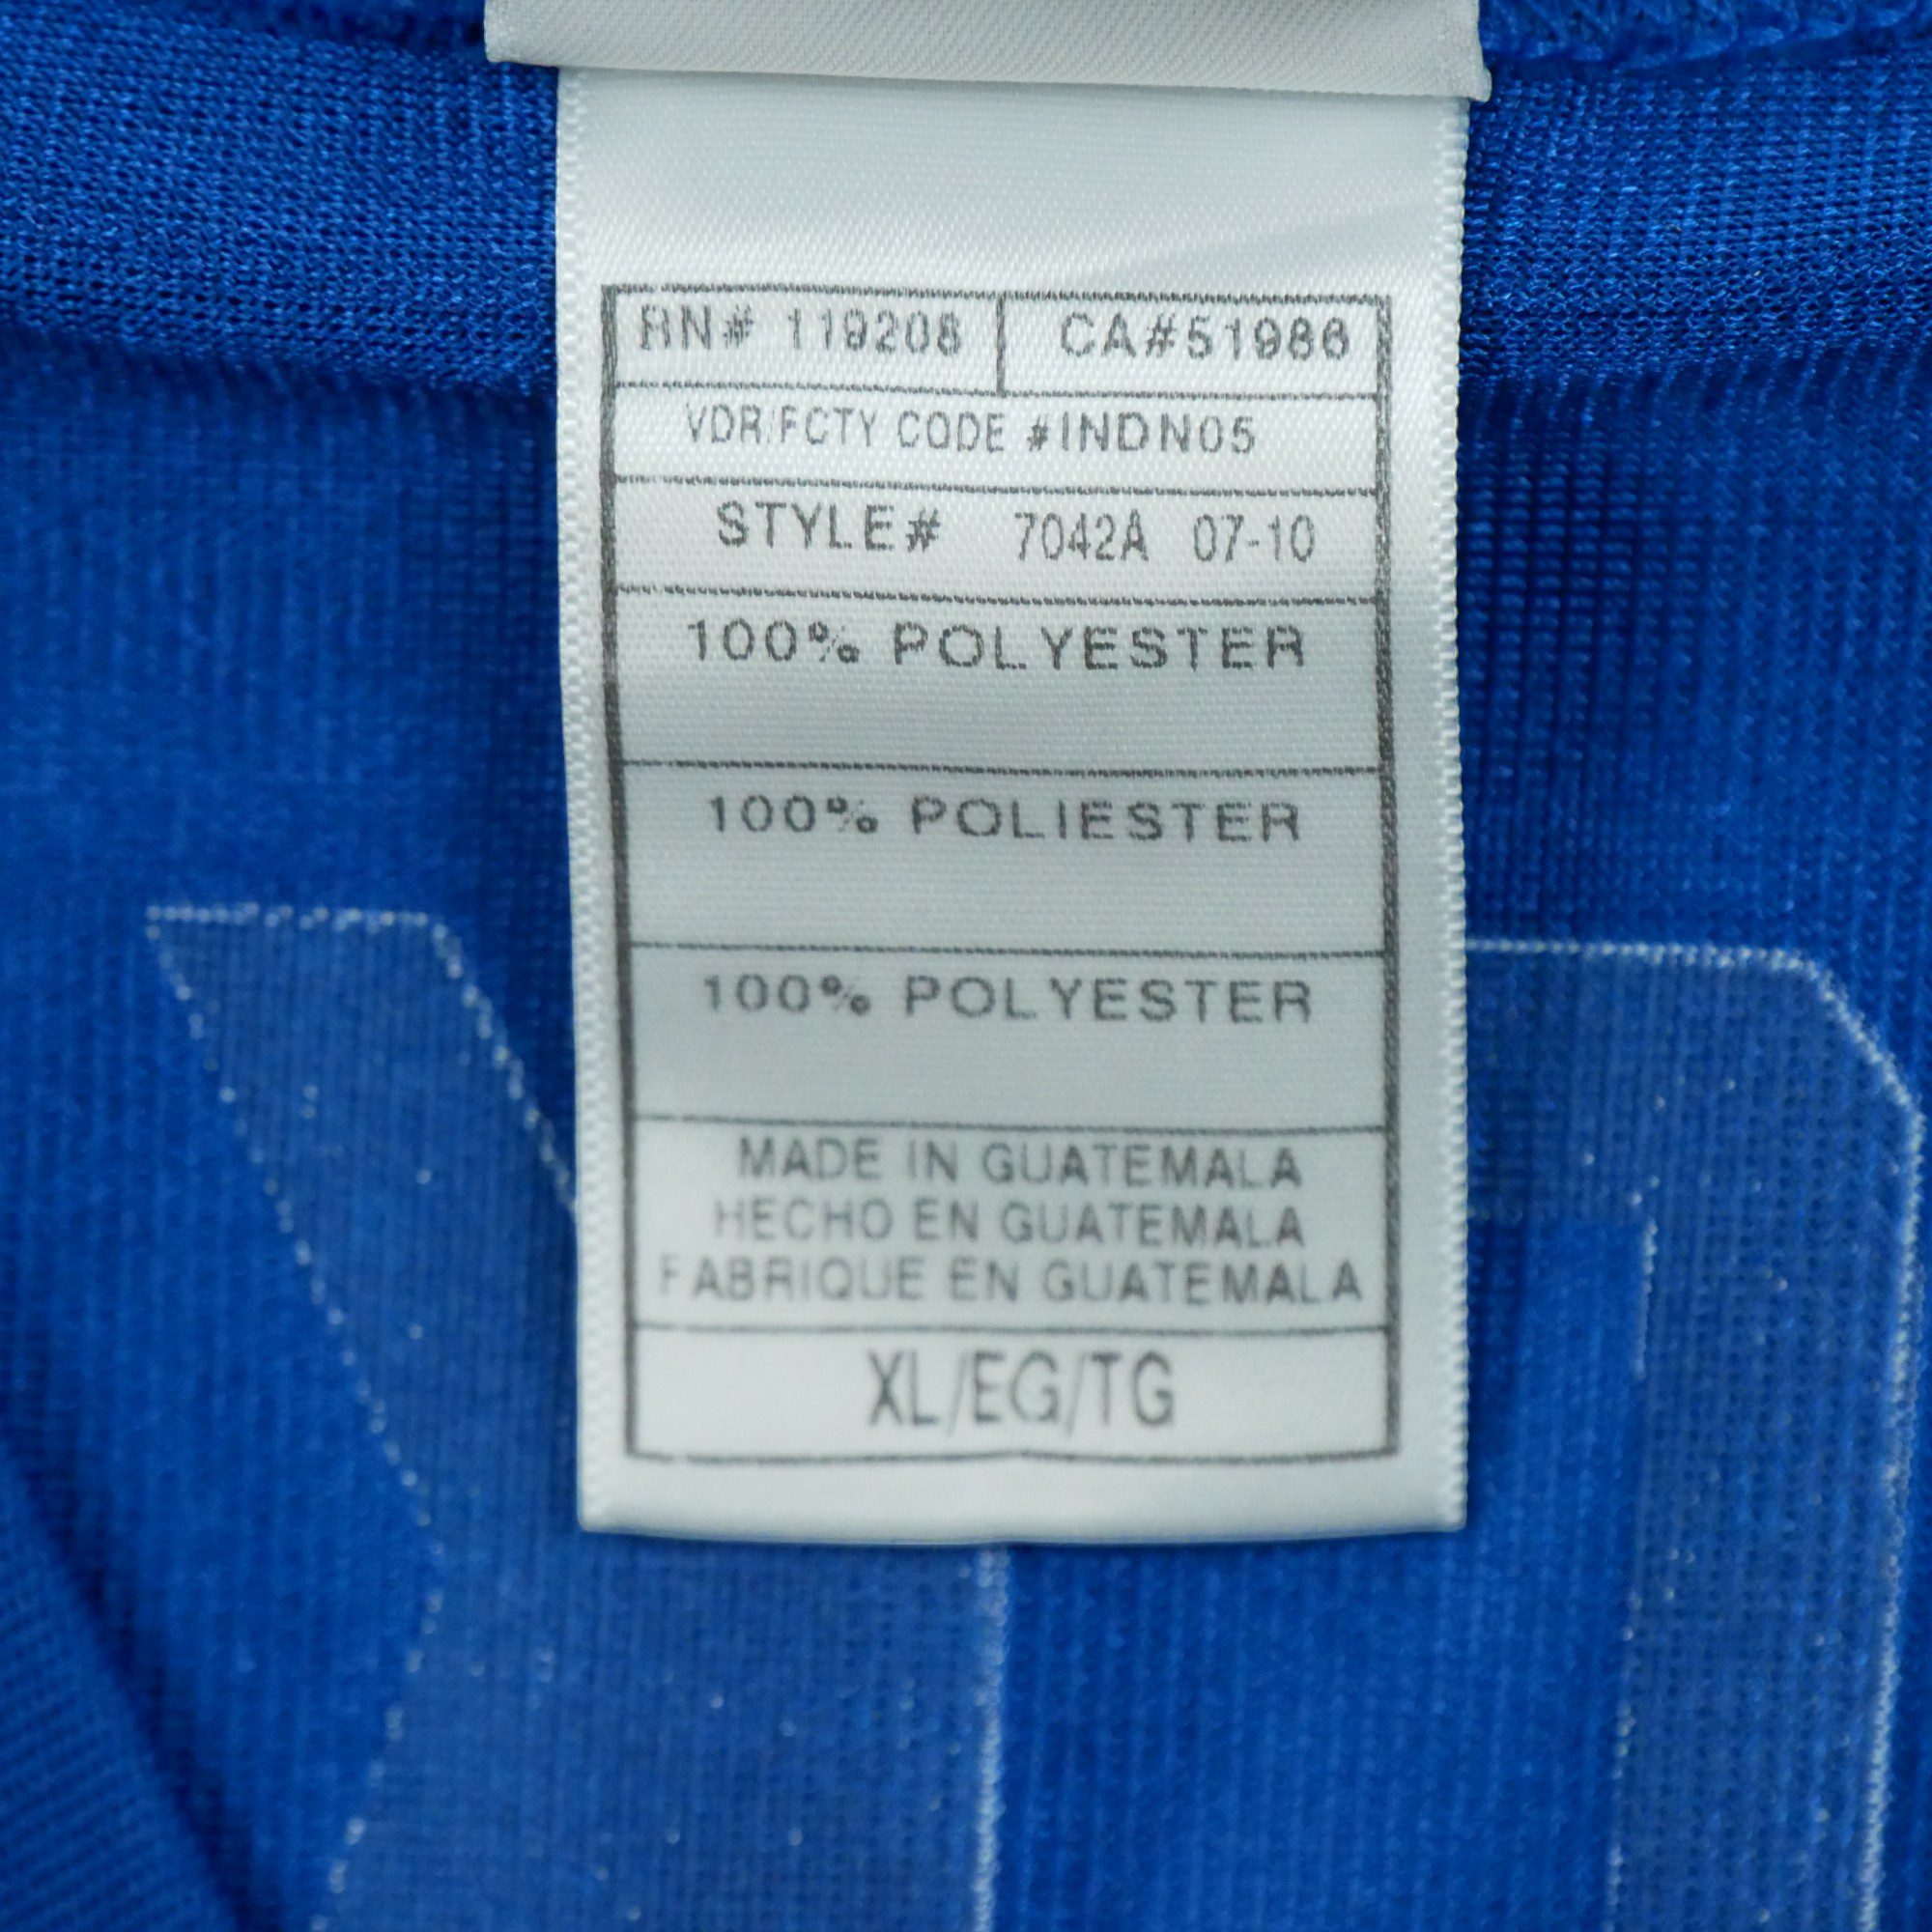 RN# 119208 CA#51986
VDR/FCTY CODE #INDN05
STYLE# 7042A 07-10
100% POLYESTER
100% POLIESTER
100% POLYESTER
MADE IN GUATEMALA
HECHO EN GUATEMALA
FABRIQUE EN GUATEMALA
XL/EG/TG